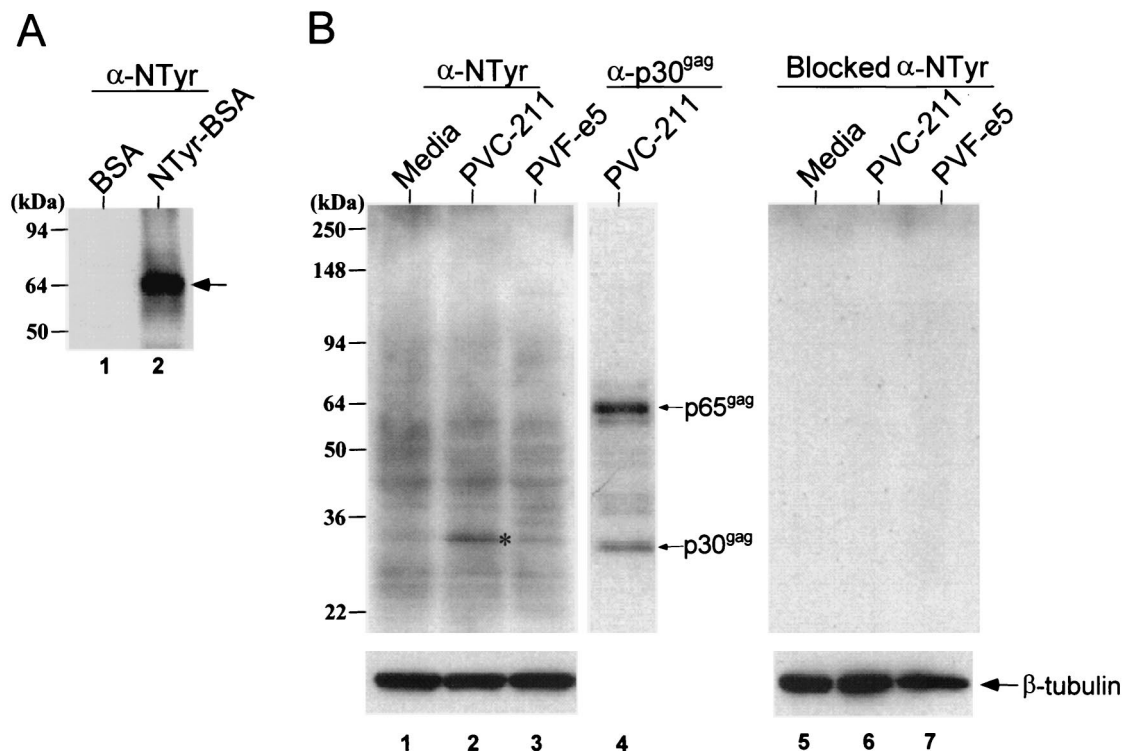 A
α-NTyr
BSA
NTyr-BSA
(kDa)
94
64
50
1 2
B
α-NTyr α-p30gag Blocked α-NTyr
Media PVC-211 PVF-e5 PVC-211 Media PVC-211 PVF-e5
(kDa)
250
148
94
64
50
36
22
p65gag
*
p30gag
β-tubulin
1 2 3 4 5 6 7